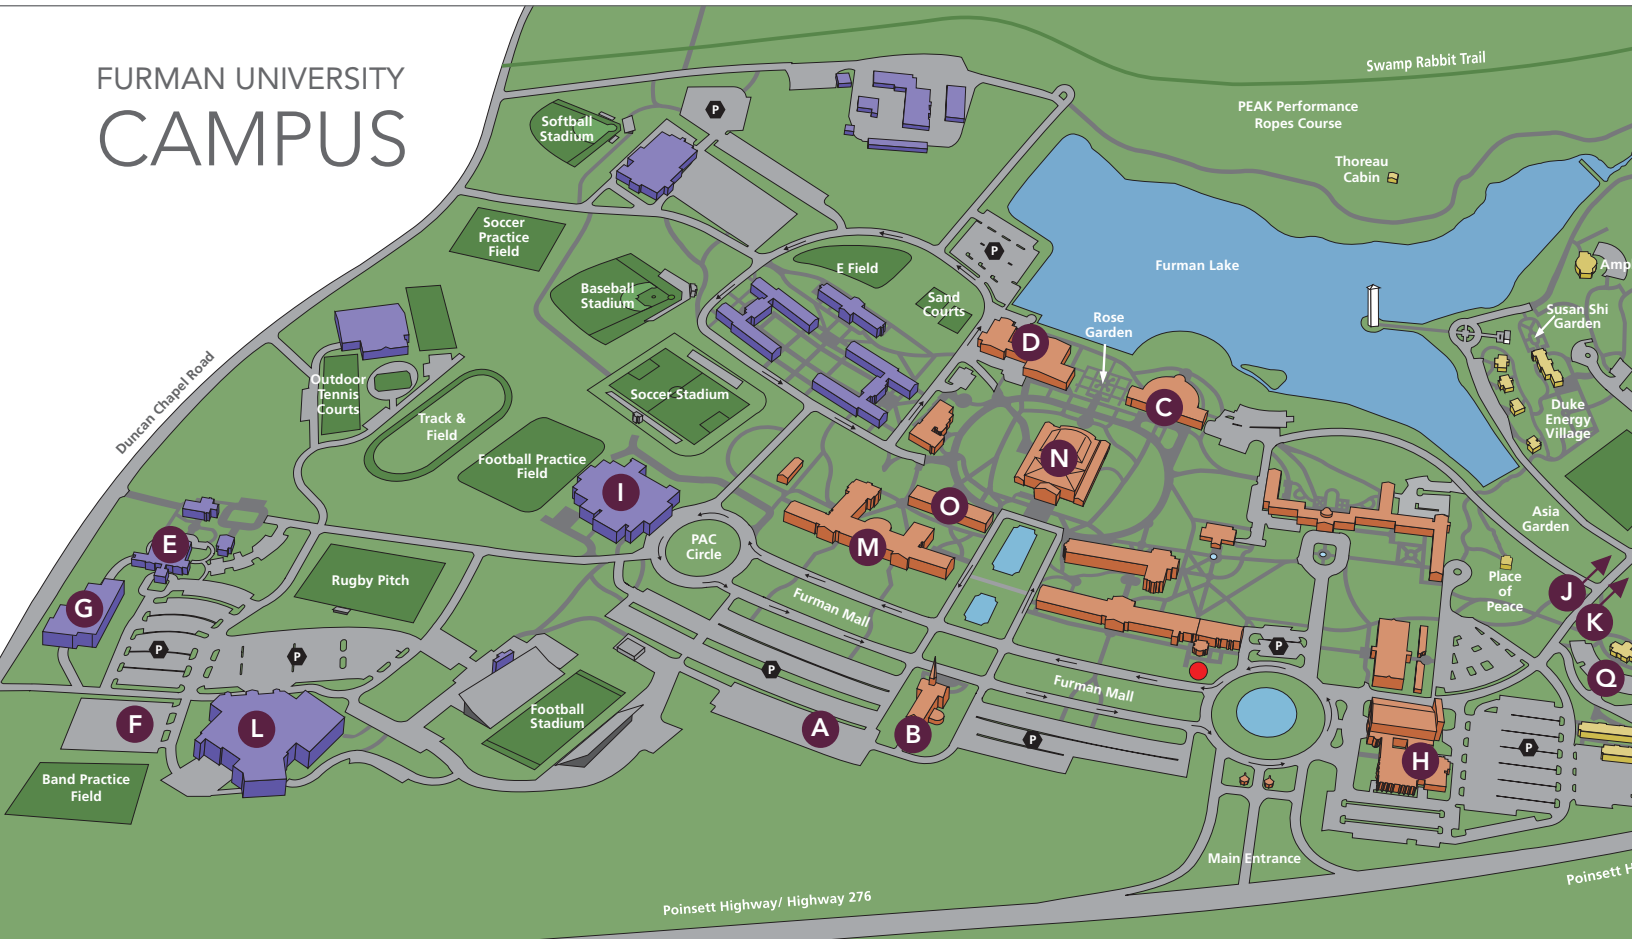 FURMAN UNIVERSITY
CAMPUS
Swamp Rabbit Trail
PEAK Performance
Ropes Course
Thoreau
Cabin
P
Softball
Stadium
Soccer
Practice
Field
E Field
P
Furman Lake
Amp
Baseball
Stadium
Sand
Courts
Rose
Garden
Susan Shi
Garden
D
Duncan Chapel Road
Outdoor
Tennis
Courts
Track &
Field
Soccer Stadium
C
Duke
Energy
Village
Football Practice
Field
N
I
O
Asia
Garden
E
PAC
Circle
M
Rugby Pitch
G
Furman Mall
Place
of
Peace
J
K
P
P
P
P
Furman Mall
Q
F
L
Football
Stadium
A
B
P
P
H
Band Practice
Field
Main Entrance
Poinsett Highway/ Highway 276
Poinsett H